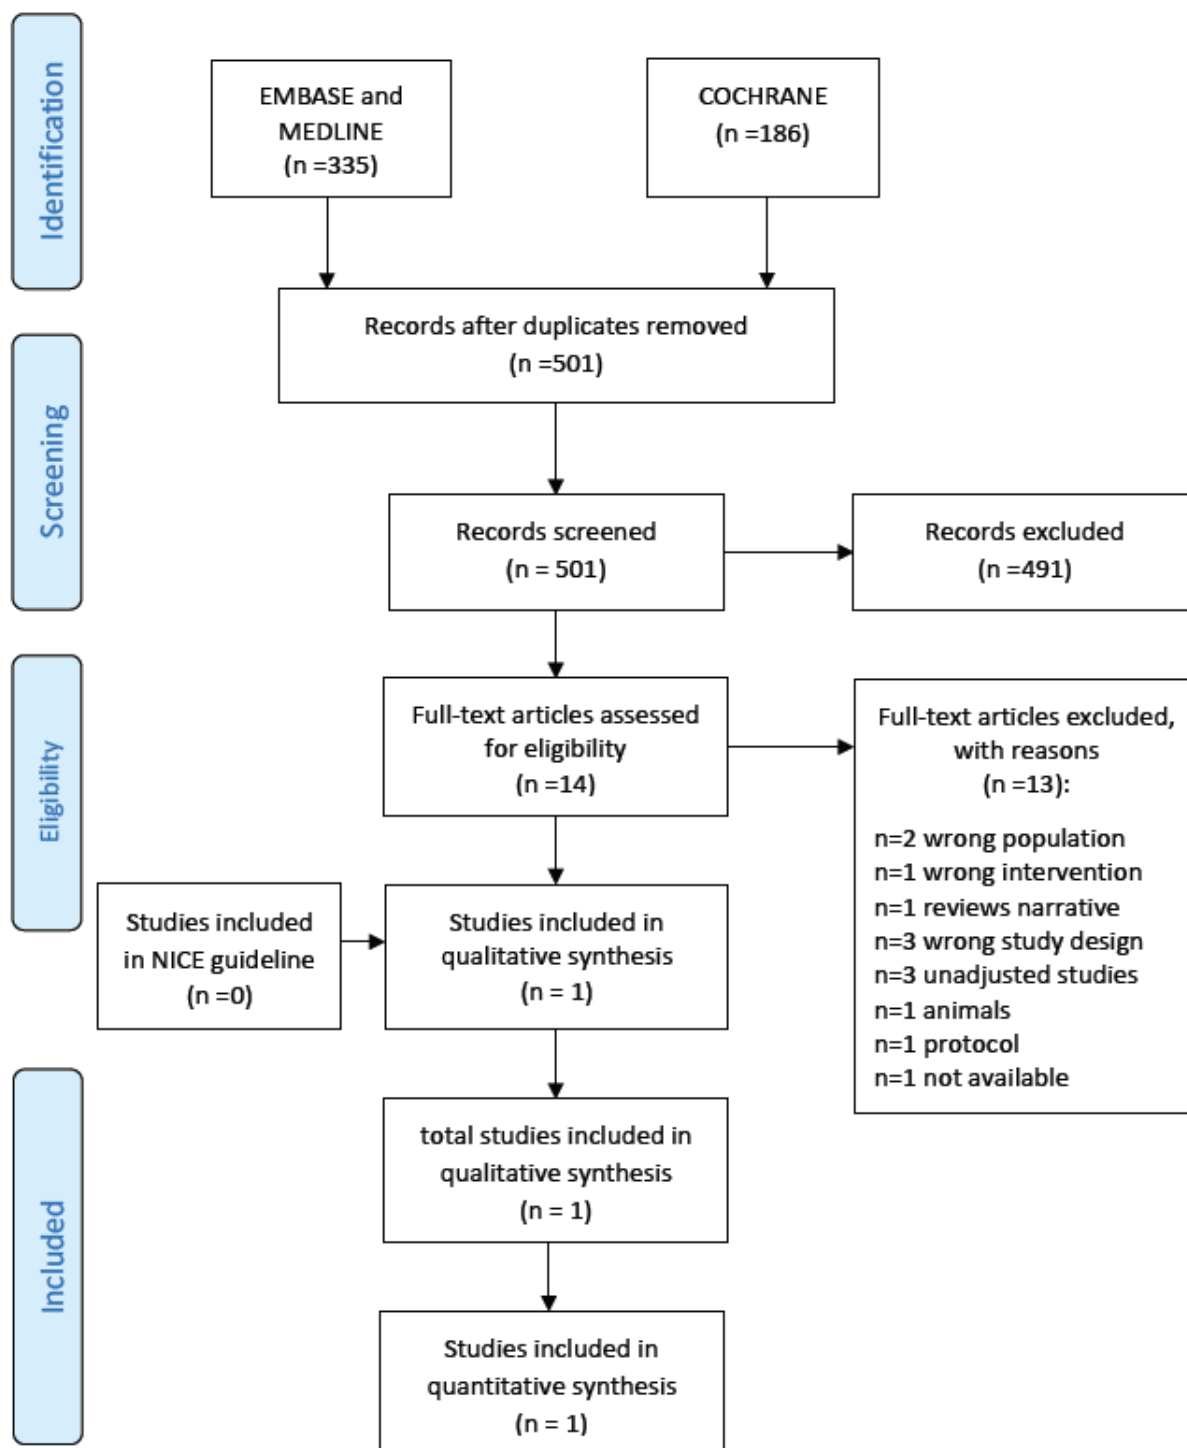 Identification
EMBASE and
MEDLINE
(n =335)
COCHRANE
(n =186)
Records after duplicates removed
(n =501)
Screening
Records screened
(n = 501)
Records excluded
(n =491)
Eligibility
Full-text articles assessed
for eligibility
(n =14)
Full-text articles excluded,
with reasons
(n =13):
n=2 wrong population
n=1 wrong intervention
n=1 reviews narrative
n=3 wrong study design
n=3 unadjusted studies
n=1 animals
n=1 protocol
n=1 not available
Studies included
in NICE guideline
(n =0)
Studies included in
qualitative synthesis
(n = 1)
Included
total studies included in
qualitative synthesis
(n = 1)
Studies included in
quantitative synthesis
(n = 1)